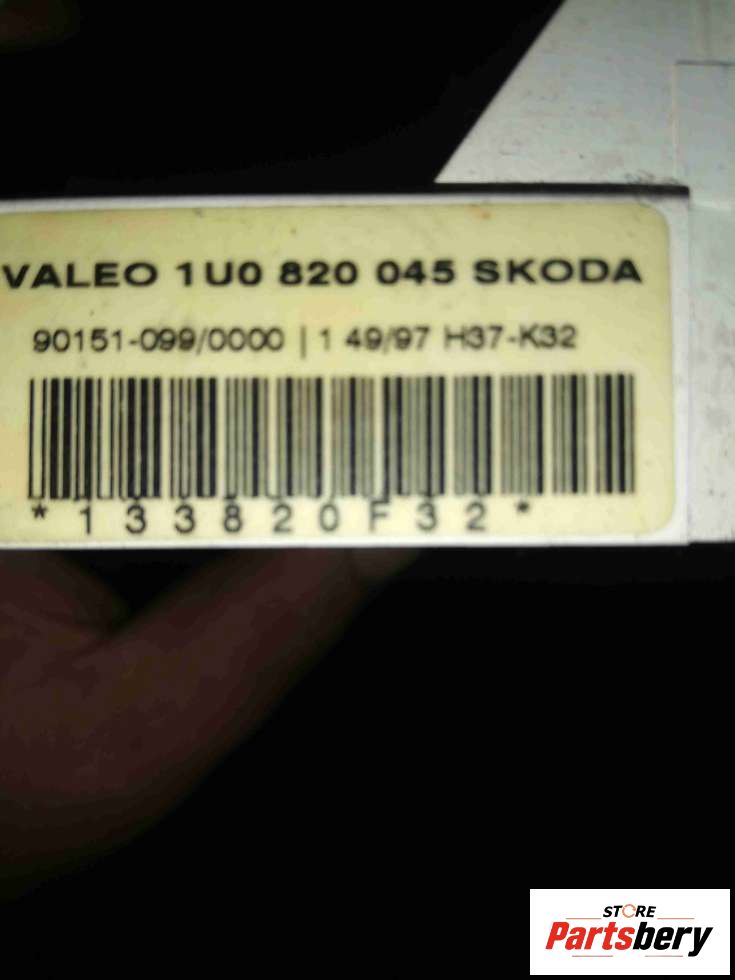 VALEO 1U0 820 045 SKODA
90151-099/0000 | 1 49/97 H37-K32
*133820F32*
STORE
Partsbery